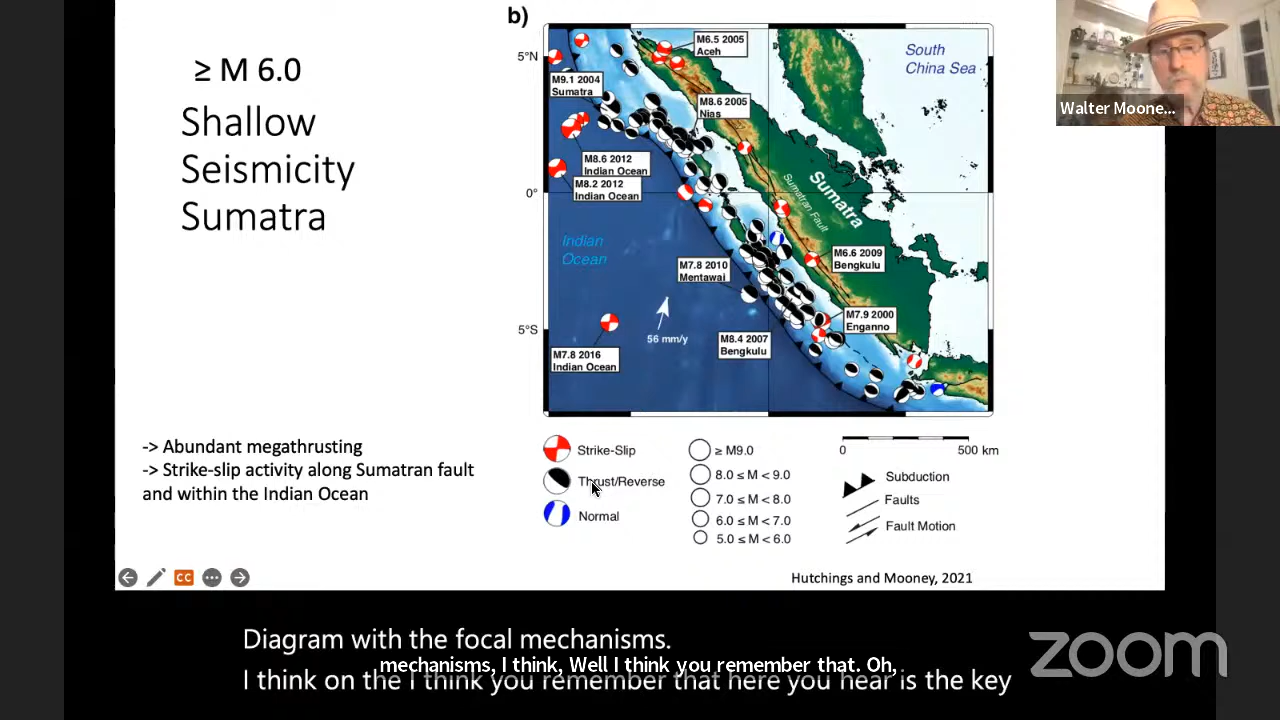 b)
≥ M 6.0
Shallow
Seismicity
Sumatra
-> Abundant megathrusting
-> Strike-slip activity along Sumatran fault
and within the Indian Ocean
5°N
0°
5°S
M6.5 2005
Aceh
South
China Sea
M9.1 2004
Sumatra
M8.6 2005
Nias
M8.6 2012
Indian Ocean
M8.2 2012
Indian Ocean
Sumatra
Sumatran Fault
Indian
Ocean
M6.6 2009
Bengkulu
M7.8 2010
Mentawai
M7.9 2000
Enganno
56 mm/y
M8.4 2007
Bengkulu
M7.8 2016
Indian Ocean
Strike-Slip
Thrust/Reverse
Normal
≥ M9.0
8.0 ≤ M < 9.0
7.0 ≤ M < 8.0
6.0 ≤ M < 7.0
5.0 ≤ M < 6.0
0 500 km
Subduction
Faults
Fault Motion
Hutchings and Mooney, 2021
CC
Walter Moone...
Diagram with the focal mechanisms.
mechanisms, I think, Well I think you remember that. Oh,
I think on the I think you remember that here you hear is the key
zoom